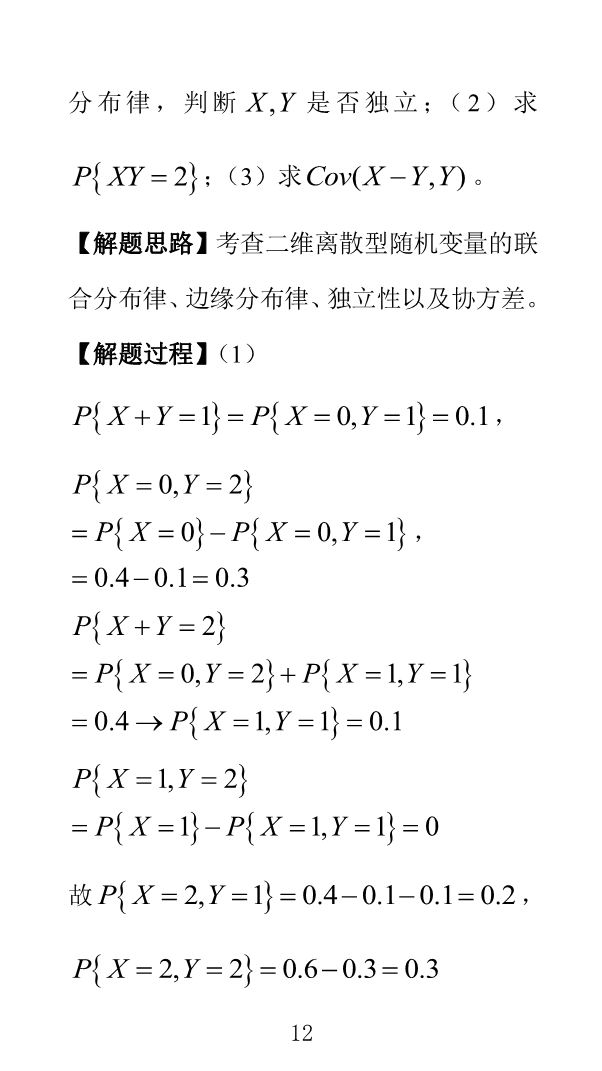 分布律，判断 X,Y 是否独立；（2）求
P{XY = 2}；（3）求Cov(X − Y,Y)。
【解题思路】考查二维离散型随机变量的联
合分布律、边缘分布律、独立性以及协方差。
【解题过程】（1）
P{X + Y = 1} = P{X = 0,Y = 1} = 0.1，
P{X = 0,Y = 2}
= P{X = 0} − P{X = 0,Y = 1}，
= 0.4 − 0.1 = 0.3
P{X + Y = 2}
= P{X = 0,Y = 2} + P{X = 1,Y = 1}
= 0.4 → P{X = 1,Y = 1} = 0.1
P{X = 1,Y = 2}
= P{X = 1} − P{X = 1,Y = 1} = 0
故 P{X = 2,Y = 1} = 0.4 − 0.1 − 0.1 = 0.2，
P{X = 2,Y = 2} = 0.6 − 0.3 = 0.3
12